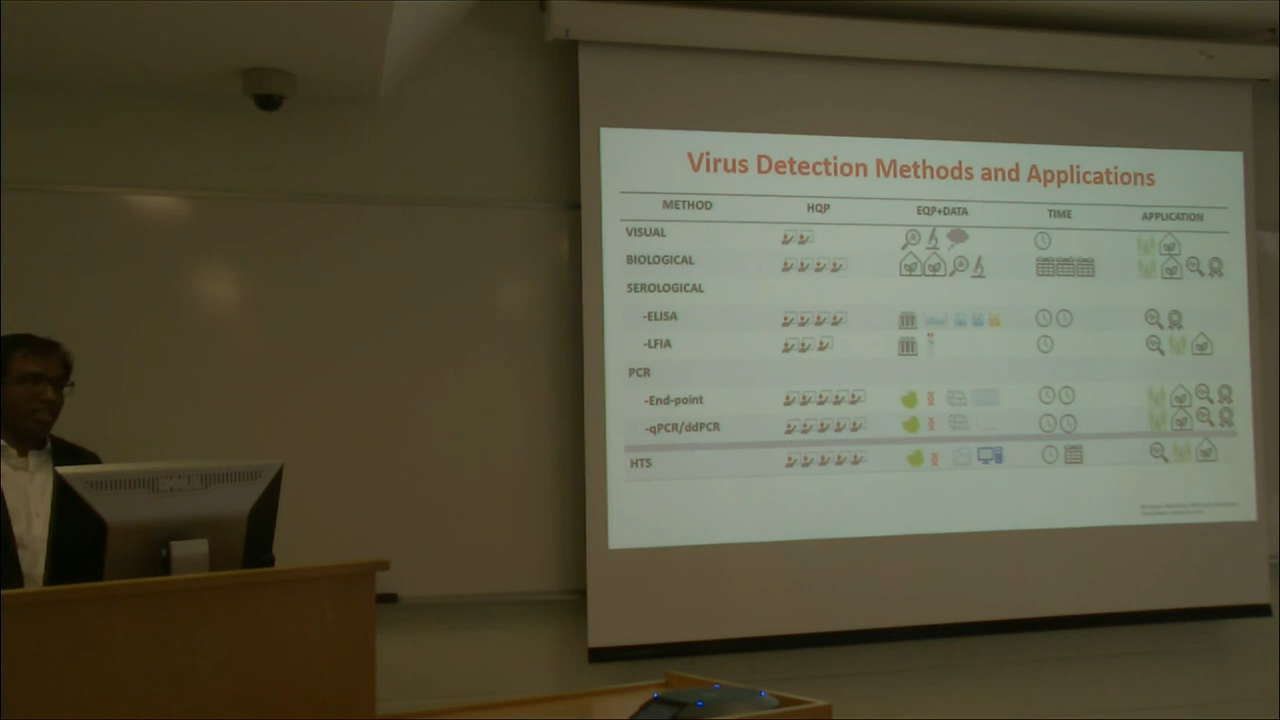 Virus Detection Methods and Applications
METHOD HQP EQP+DATA TIME APPLICATION
VISUAL
BIOLOGICAL
SEROLOGICAL
-ELISA
-LFIA
PCR
-End-point
-qPCR/ddPCR
HTS